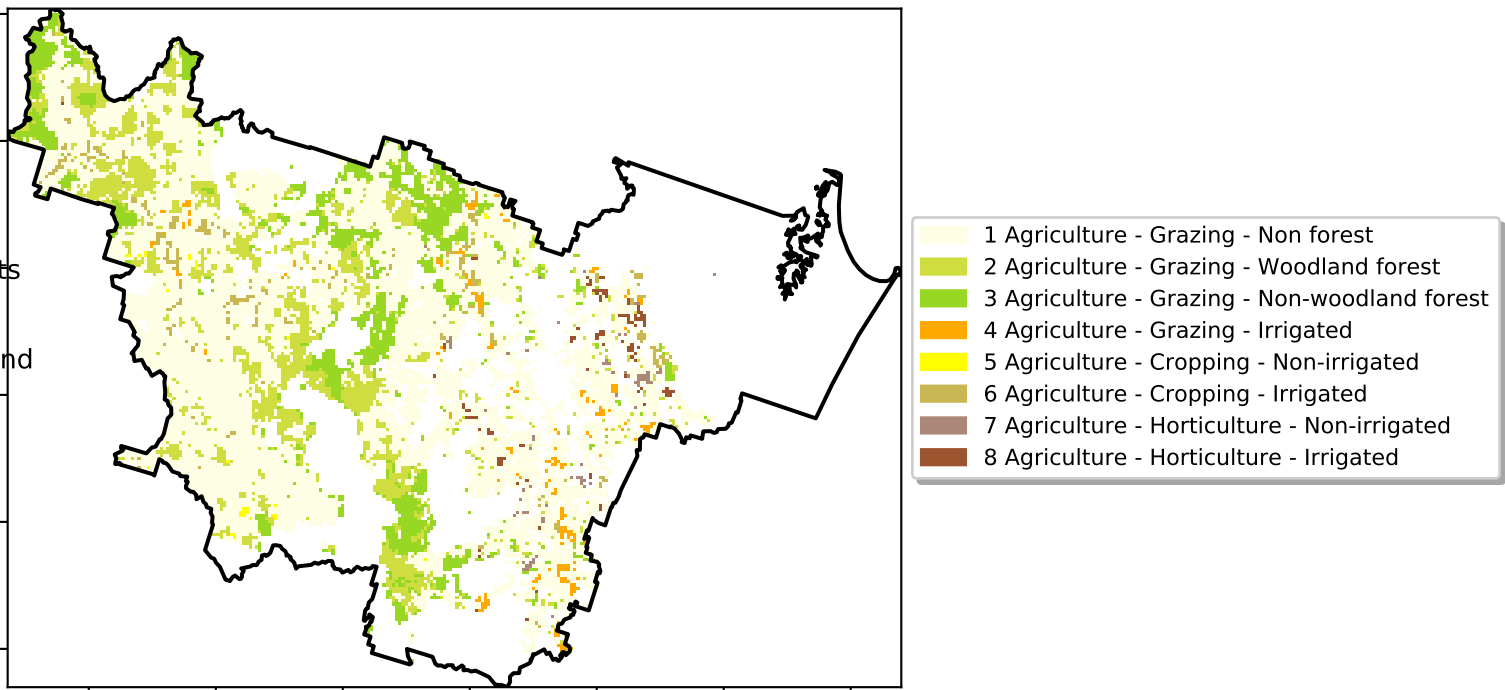 ts
nd
1 Agriculture - Grazing - Non forest
2 Agriculture - Grazing - Woodland forest
3 Agriculture - Grazing - Non-woodland forest
4 Agriculture - Grazing - Irrigated
5 Agriculture - Cropping - Non-irrigated
6 Agriculture - Cropping - Irrigated
7 Agriculture - Horticulture - Non-irrigated
8 Agriculture - Horticulture - Irrigated